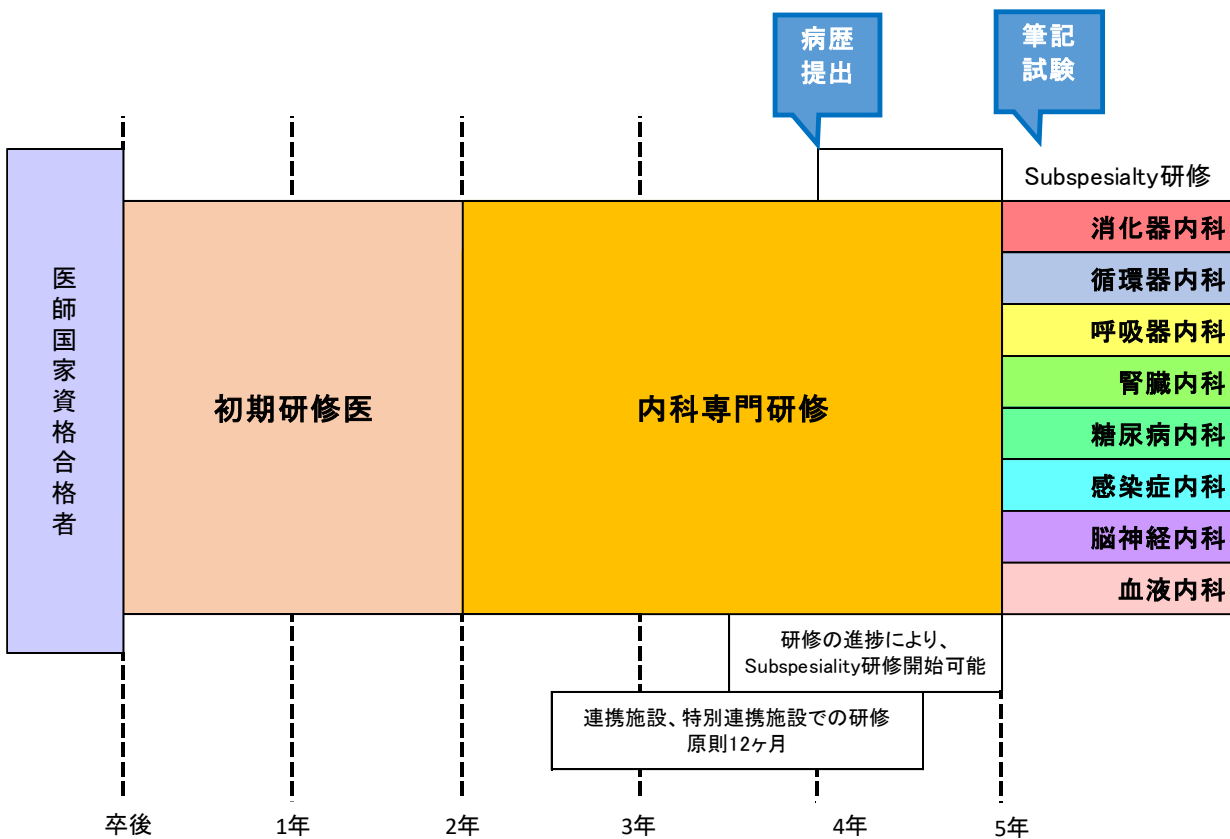 病歴
提出
筆記
試験
Subspesialty研修
医師国家資格合格者
初期研修医
内科専門研修
消化器内科
循環器内科
呼吸器内科
腎臓内科
糖尿病内科
感染症内科
脳神経内科
血液内科
研修の進捗により、
Subspesiality研修開始可能
連携施設、特別連携施設での研修
原則12ヶ月
卒後
1年
2年
3年
4年
5年